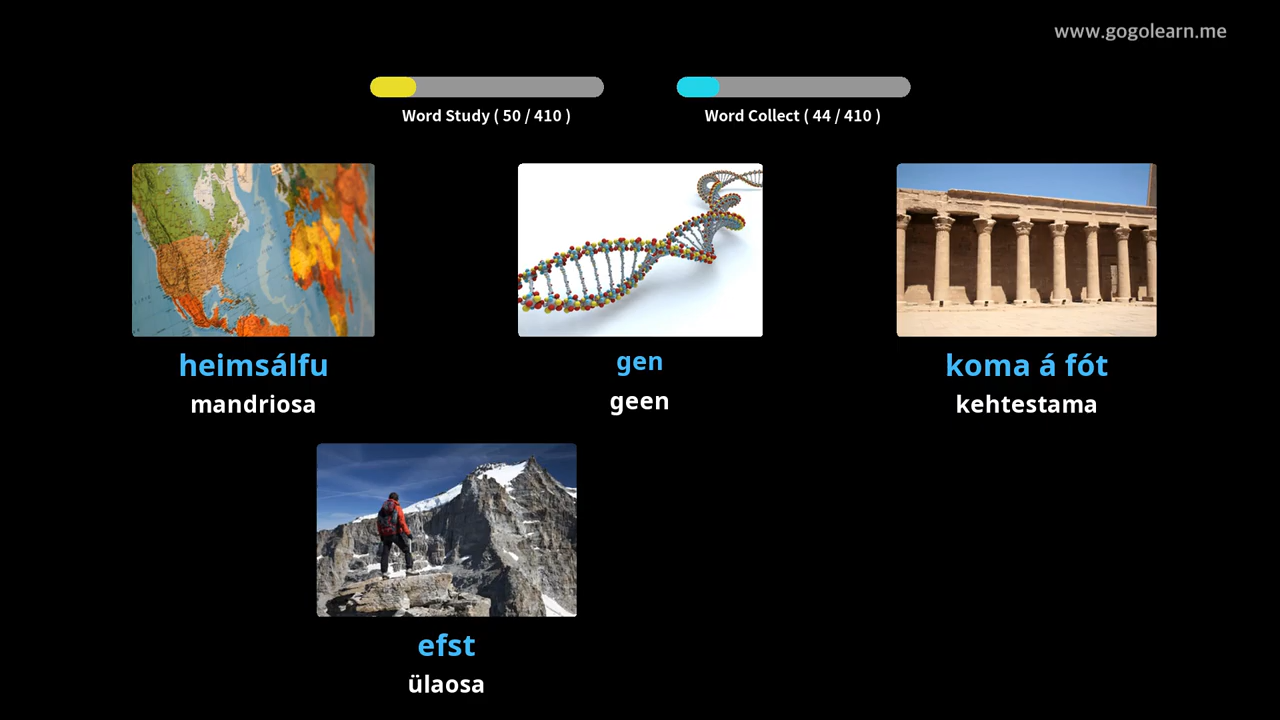 www.gogolearn.me
Word Study ( 50 / 410 )
Word Collect ( 44 / 410 )
heimsálfu
mandriosa
gen
geen
koma á fót
kehtestama
efst
ülaosa